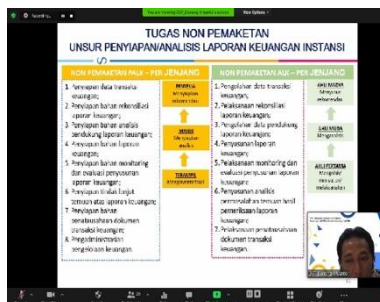 TUGAS NON PEMAKETAN
UNSUR PENYIAPAN/ANALISIS LAPORAN KEUANGAN INSTANSI
NON PEMAKETAN PALK - PER JENJANG
1. Penyiapan data transaksi
keuangan;
2. Penyiapan bahan rekonsiliasi
laporan keuangan;
3. Penyiapan bahan analisis
pendukung laporan keuangan;
4. Penyiapan bahan laporan
keuangan;
5. Penyiapan bahan monitoring
dan evaluasi penyusunan
laporan keuangan;
6. Penyiapan tindak lanjut
temuan atas laporan keuangan;
7. Penyiapan bahan
penatausahaan dokumen
transaksi keuangan;
8. Pengadministrasian
pengelolaan keuangan.
NON PEMAKETAN ALK - PER JENJANG
1. Pengolahan data transaksi
keuangan;
2. Pelaksanaan rekonsiliasi
laporan keuangan;
3. Pengolahan data pendukung
laporan keuangan;
4. Penyusunan laporan
keuangan;
5. Pelaksanaan monitoring dan
evaluasi penyusunan laporan
keuangan;
6. Penyusunan analisis
permasalahan temuan hasil
pemeriksaan laporan
keuangan;
7. Pelaksanaan penatausahaan
dokumen transaksi
keuangan.
AHLI MADYA
AHLI MUDA
AHLI PERTAMA